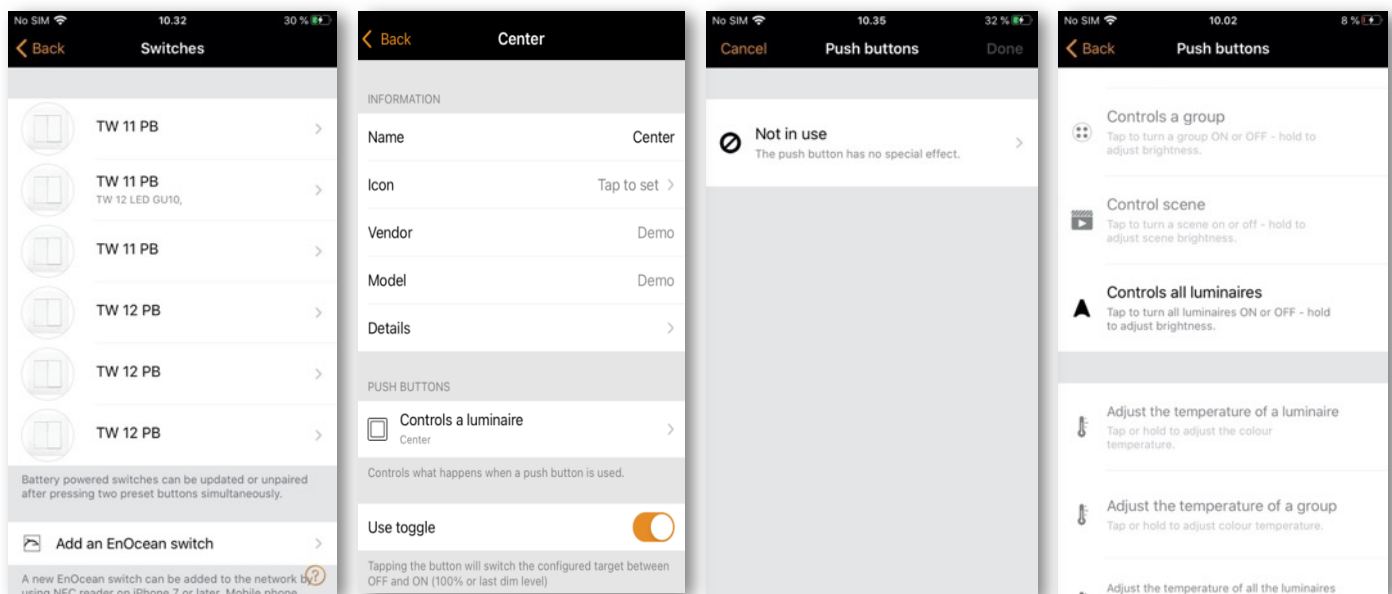 No SIM 10.32 30 %
Back Switches
TW 11 PB
TW 11 PB
TW 12 LED GU10,
TW 11 PB
TW 12 PB
TW 12 PB
TW 12 PB
Battery powered switches can be updated or unpaired
after pressing two preset buttons simultaneously.
Add an EnOcean switch
A new EnOcean switch can be added to the network by
?
using NFC reader on iPhone 7 or later. Mobile phone
Back Center
INFORMATION
Name Center
Icon Tap to set
Vendor Demo
Model Demo
Details
PUSH BUTTONS
Controls a luminaire
Center
Controls what happens when a push button is used.
Use toggle
Tapping the button will switch the configured target between
OFF and ON (100% or last dim level)
No SIM 10.35 32 %
Cancel Push buttons Done
Not in use
The push button has no special effect.
No SIM 10.02 8 %
Back Push buttons
Controls a group
Tap to turn a group ON or OFF - hold to
adjust brightness.
Control scene
Tap to turn a scene on or off - hold to
adjust scene brightness.
Controls all luminaires
Tap to turn all luminaires ON or OFF - hold
to adjust brightness.
Adjust the temperature of a luminaire
Tap or hold to adjust the colour
temperature.
Adjust the temperature of a group
Tap or hold to adjust colour temperature.
Adjust the temperature of all the luminaires